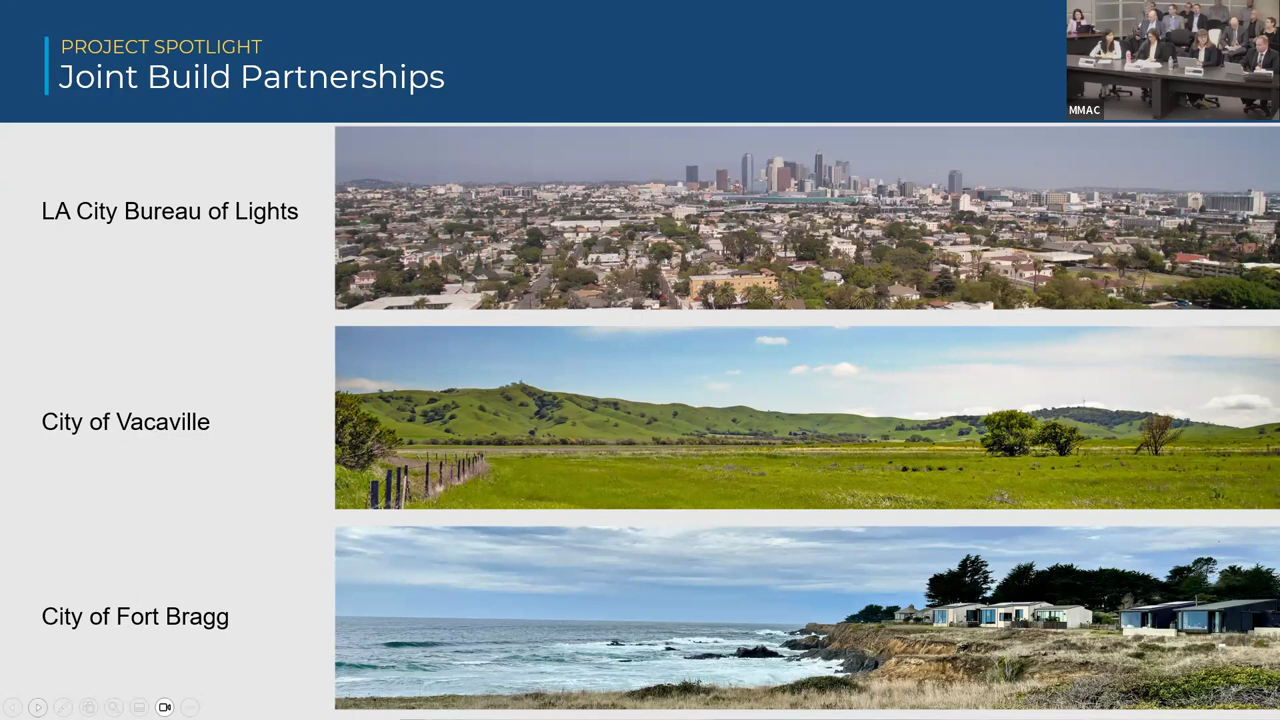 PROJECT SPOTLIGHT
Joint Build Partnerships
MMAC
LA City Bureau of Lights
City of Vacaville
City of Fort Bragg